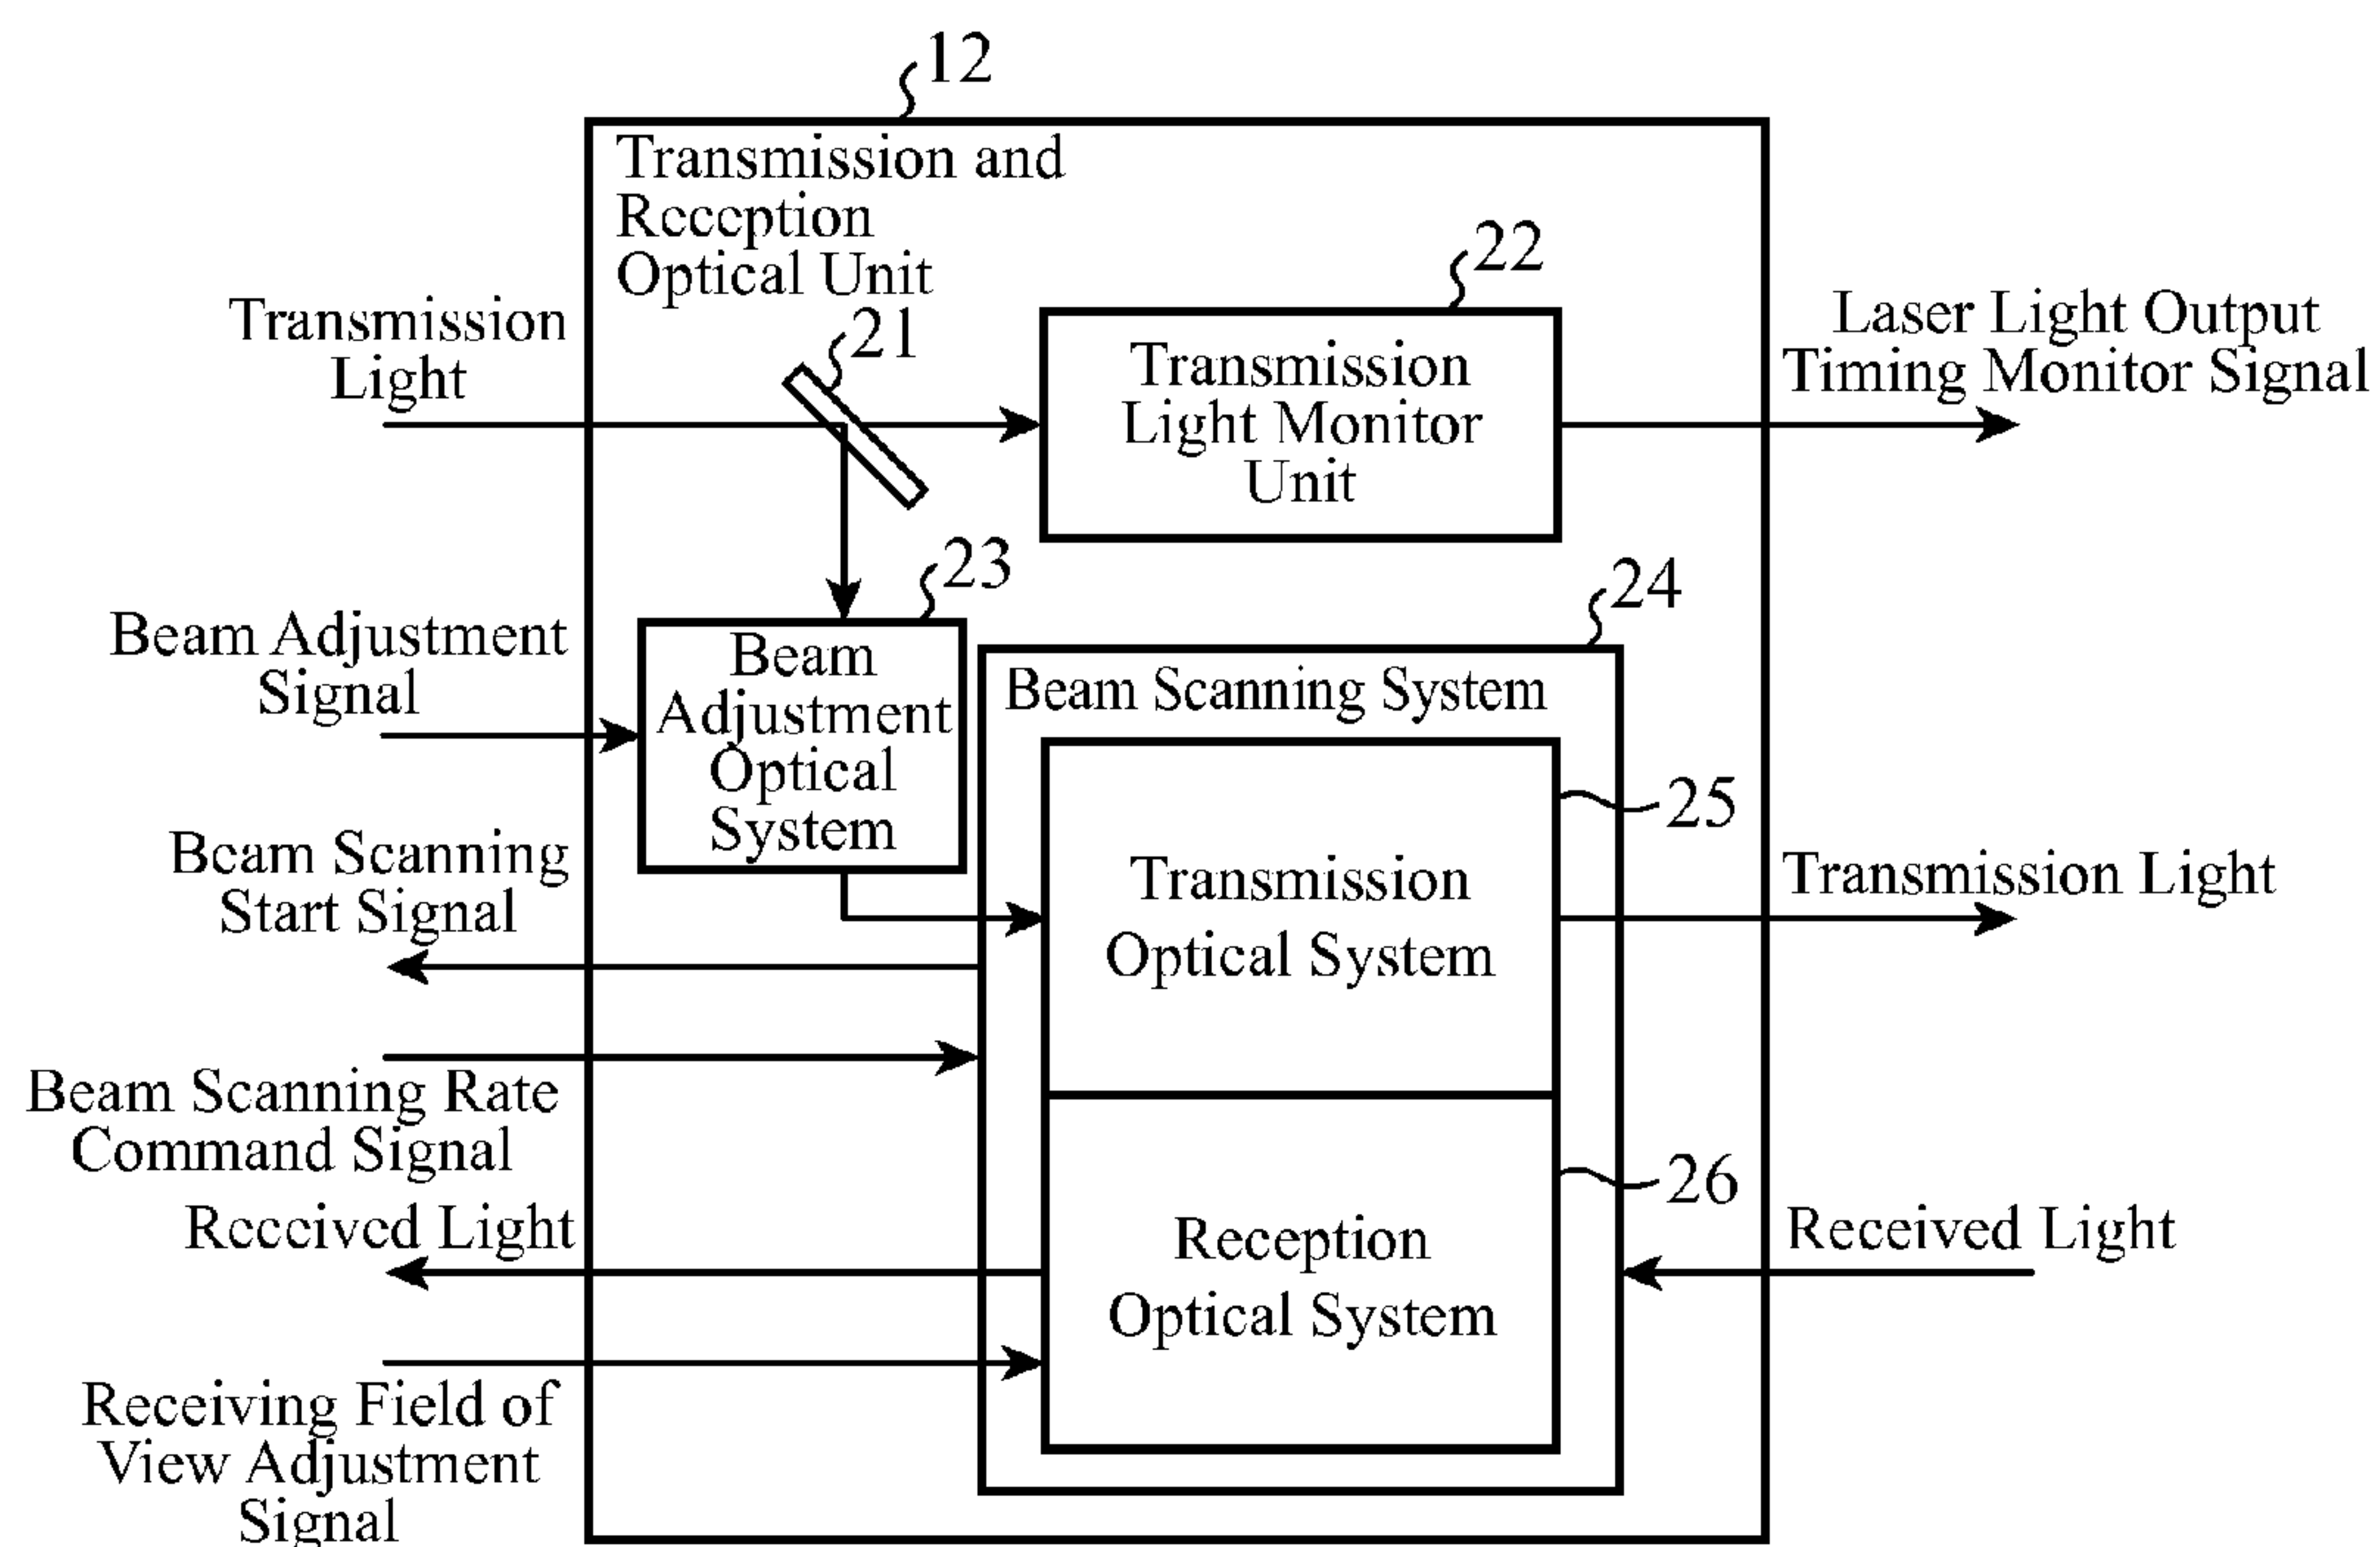 12
Transmission and
Reception
Optical Unit
22
21
Transmission
Light
Transmission
Light Monitor
Unit
Laser Light Output
Timing Monitor Signal
23
24
Beam Adjustment
Signal
Beam
Adjustment
Optical
System
Beam Scanning System
25
Beam Scanning
Start Signal
Transmission
Optical System
Transmission Light
Beam Scanning Rate
Command Signal
26
Received Light
Reception
Optical System
Received Light
Receiving Field of
View Adjustment
Signal